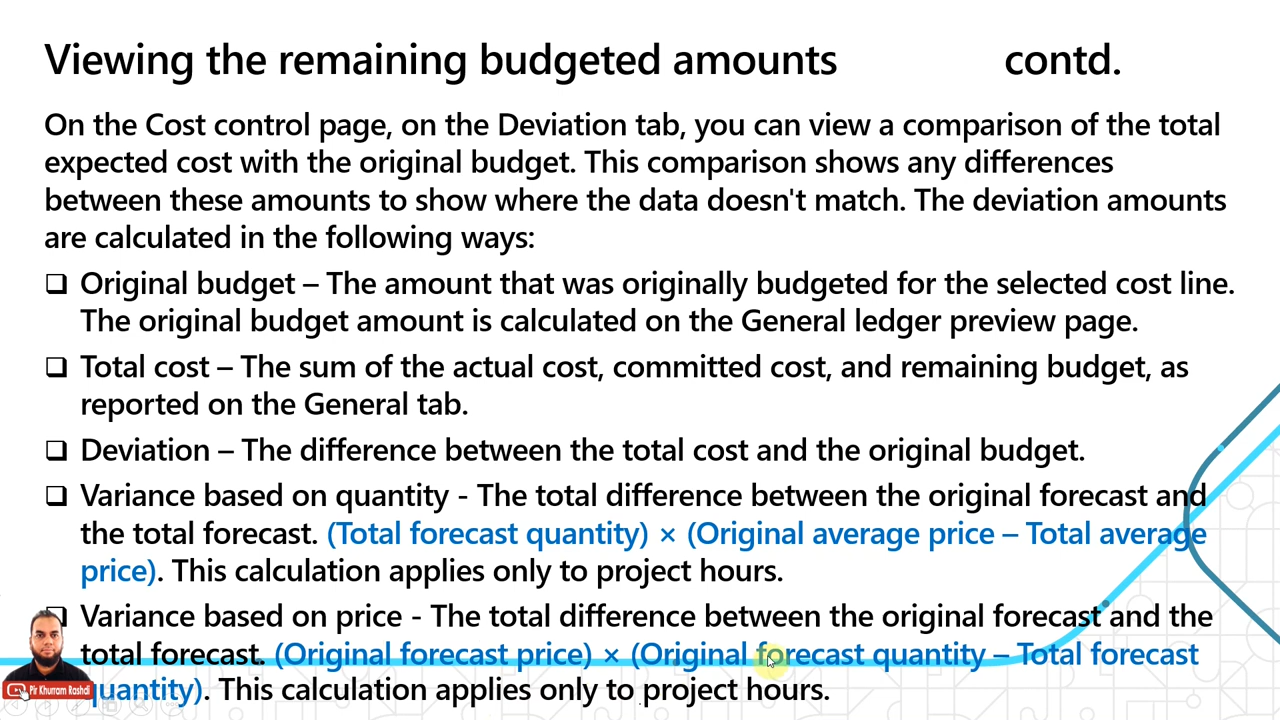 Viewing the remaining budgeted amounts contd.
On the Cost control page, on the Deviation tab, you can view a comparison of the total
expected cost with the original budget. This comparison shows any differences
between these amounts to show where the data doesn't match. The deviation amounts
are calculated in the following ways:
❑ Original budget – The amount that was originally budgeted for the selected cost line.
The original budget amount is calculated on the General ledger preview page.
❑ Total cost – The sum of the actual cost, committed cost, and remaining budget, as
reported on the General tab.
❑ Deviation – The difference between the total cost and the original budget.
❑ Variance based on quantity - The total difference between the original forecast and
the total forecast. (Total forecast quantity) × (Original average price – Total average
price). This calculation applies only to project hours.
❑ Variance based on price - The total difference between the original forecast and the
total forecast. (Original forecast price) × (Original forecast quantity – Total forecast
quantity). This calculation applies only to project hours.
Pir Khurram Rashdi